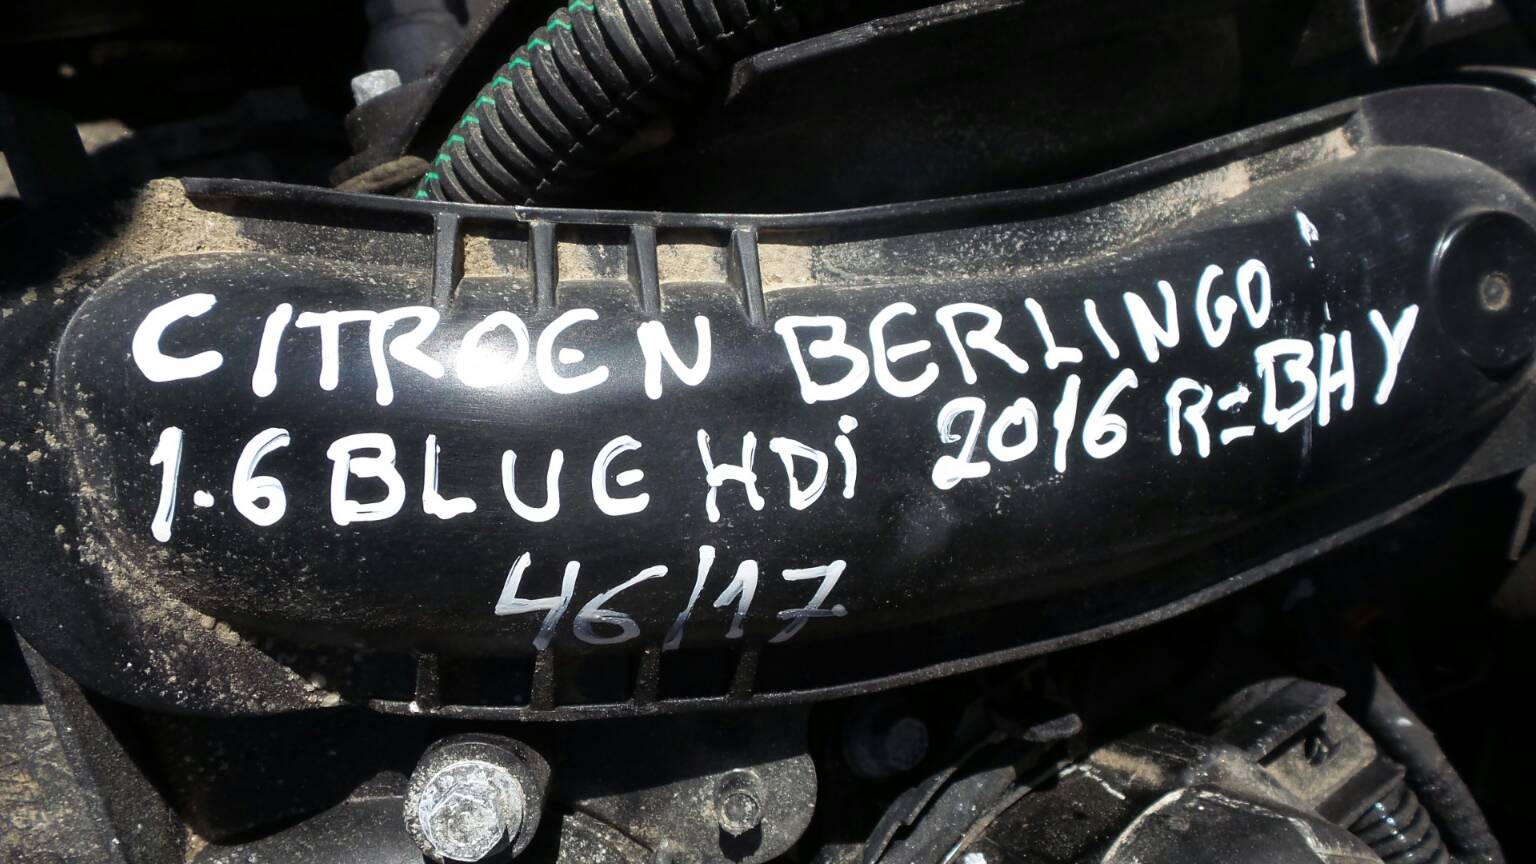 CITROEN BERLINGO
1.6 BLUE HDi 2016 R=BHY
46/17